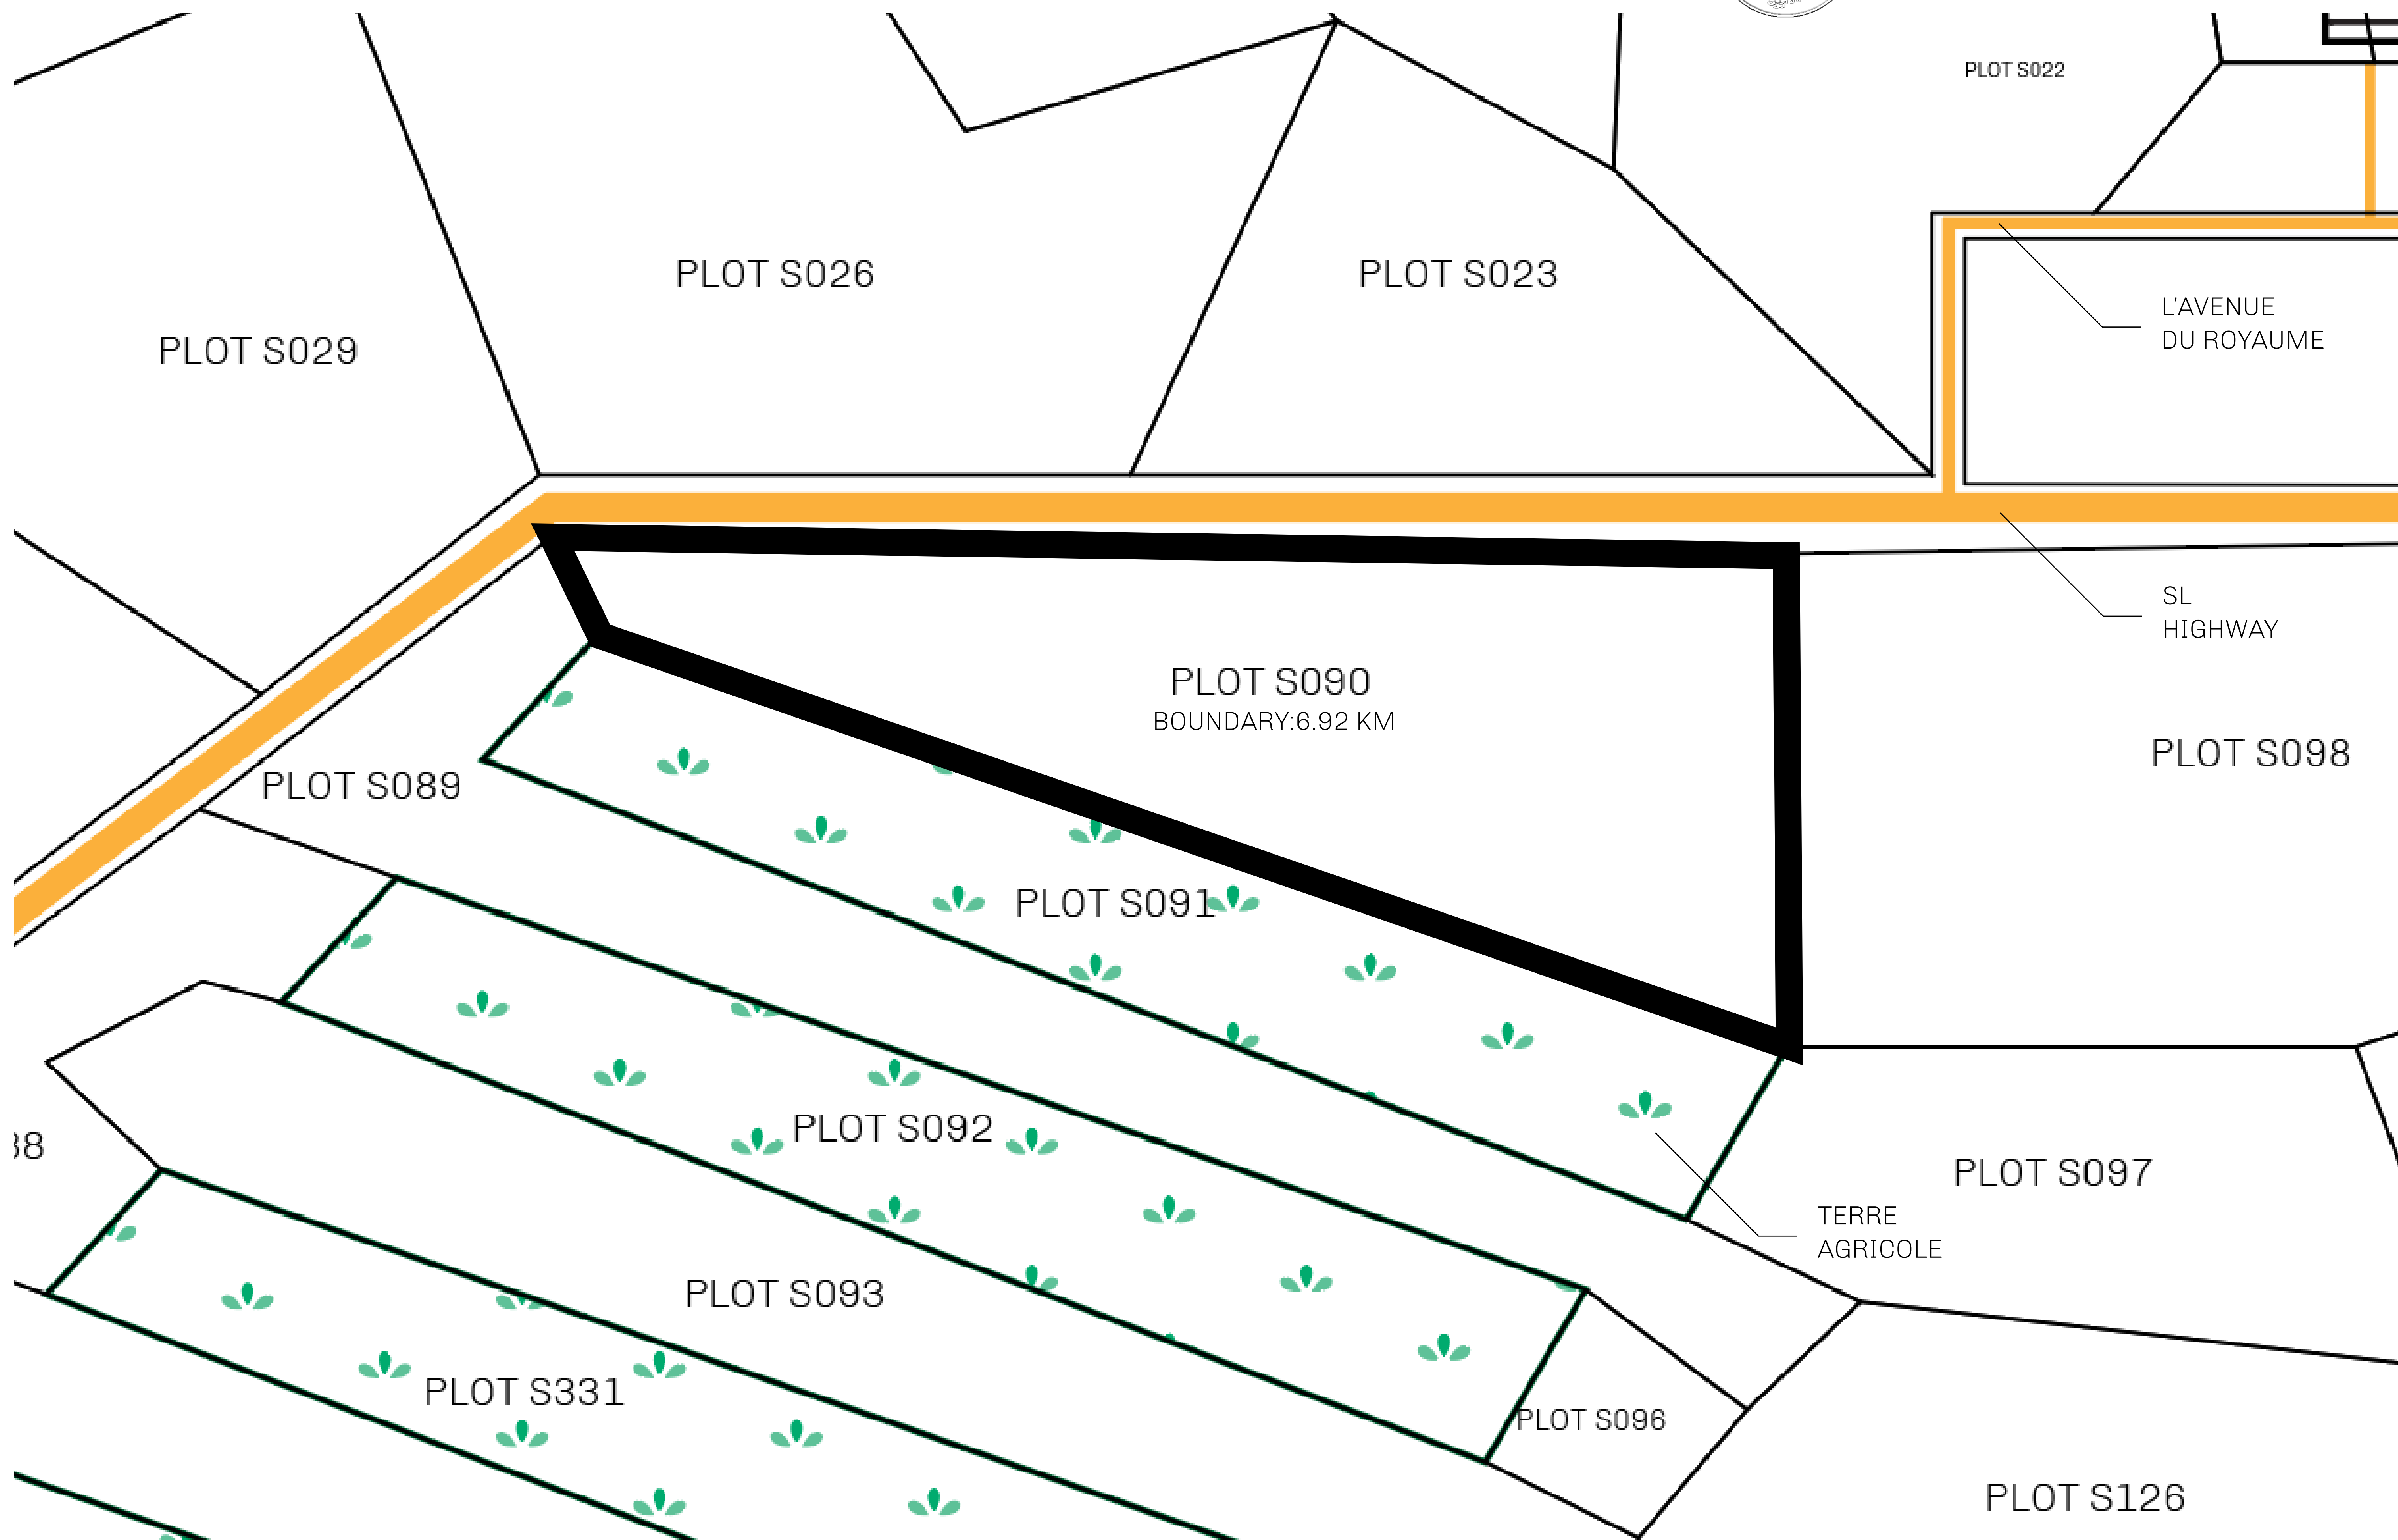 PLOT S022
PLOT S026
PLOT S023
L'AVENUE
DU ROYAUME
PLOT S029
SL
HIGHWAY
PLOT S090
BOUNDARY:6.92 KM
PLOT S098
PLOT S089
PLOT S091
PLOT S092
38
PLOT S097
TERRE
AGRICOLE
PLOT S093
PLOT S331
PLOT S096
PLOT S126